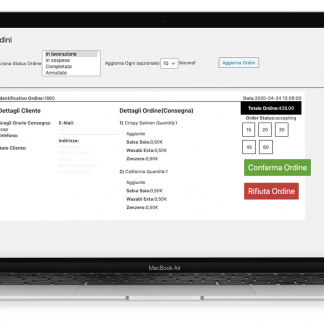 dini
ziona Status Ordine
In lavorazione
In sospeso
Completato
Annullato
Aggiorna Ogni (opzionale) 10 Secondi
Aggiorna Ordini
dentificativo Ordine:1860
Data:2020-04-24 13:08:00
Totale Ordine:€35.00
Dettagli Cliente
Dettagli Ordine(Consegna)
Order Status:accepting
Scegli Orario Consegna:
asap
Telefono:
E-Mail:
Indirizzo:
Note Cliente:
1) Crispy Salmon Quantità:1
Aggiunte
Salsa Soia:0,50€
Wasabi Exta:0,50€
Zenzero:0,50€
2) California Quantità:1
Aggiunte
Salsa Soia:0,50€
Wasabi Exta:0,50€
Zenzero:0,50€
15 20 30
45 60
Conferma Ordine
Rifiuta Ordine
MacBook Air